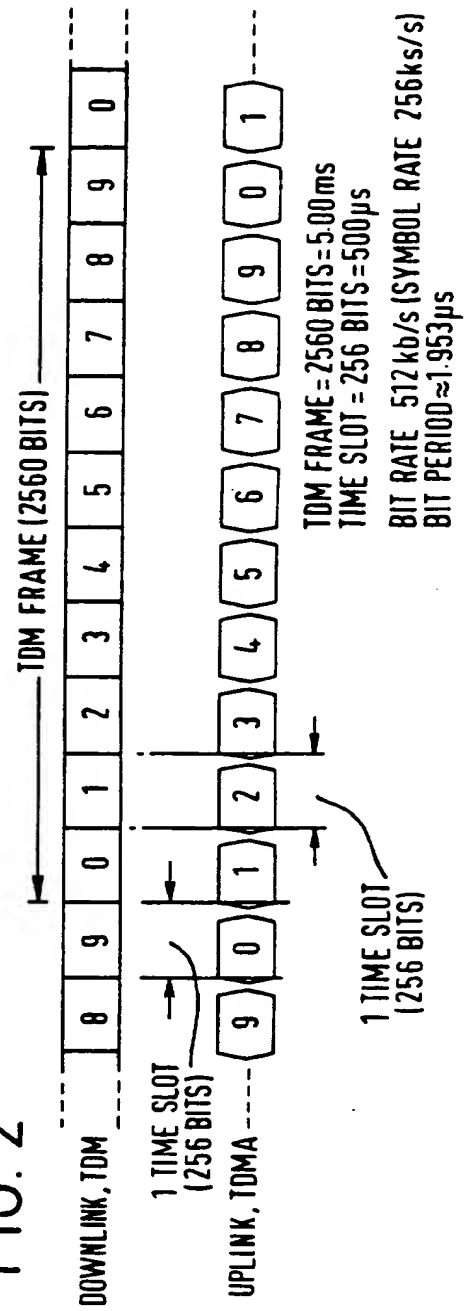 FIG. 2
TDM FRAME (2560 BITS)
DOWNLINK, TDM
8 9 0 1 2 3 4 5 6 7 8 9 0
1 TIME SLOT
(256 BITS)
UPLINK, TDMA
9 0 1 2 3 4 5 6 7 8 9 0 1
1 TIME SLOT
(256 BITS)
TDM FRAME = 2560 BITS = 5.00ms
TIME SLOT = 256 BITS = 500µs
BIT RATE 512kb/s (SYMBOL RATE 256ks/s)
BIT PERIOD ≈ 1.953µs